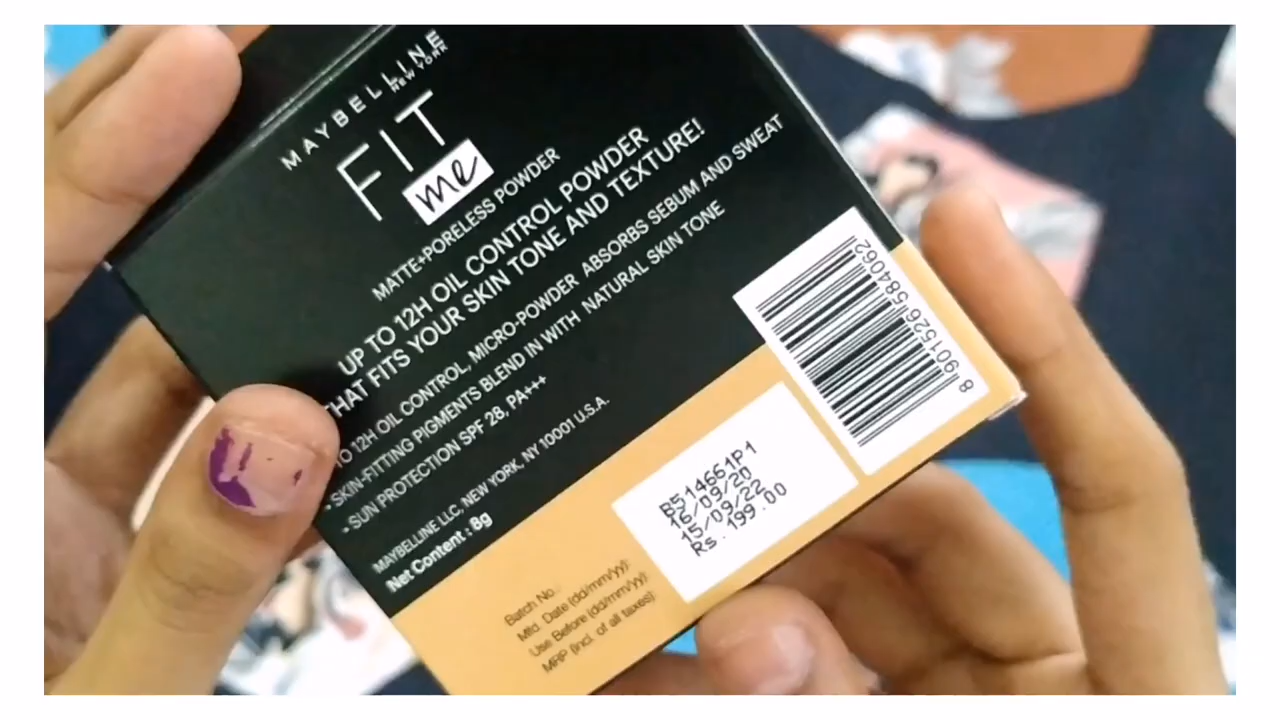 MAYBELLINE
NEW YORK
FIT
me
MATTE+PORELESS POWDER
UP TO 12H OIL CONTROL POWDER
THAT FITS YOUR SKIN TONE AND TEXTURE!
TO 12H OIL CONTROL, MICRO-POWDER ABSORBS SEBUM AND SWEAT
- SKIN-FITTING PIGMENTS BLEND IN WITH NATURAL SKIN TONE
- SUN PROTECTION SPF 28, PA+++
MAYBELLINE LLC, NEW YORK, NY 10001 U.S.A.
Net Content : 8g
Batch No.:
Mfd. Date (dd/mm/yy):
Use Before (dd/mm/yy):
MRP (incl. of all taxes)
B514661P1
16/09/20
15/09/22
Rs. 199.00
8 901526 584062